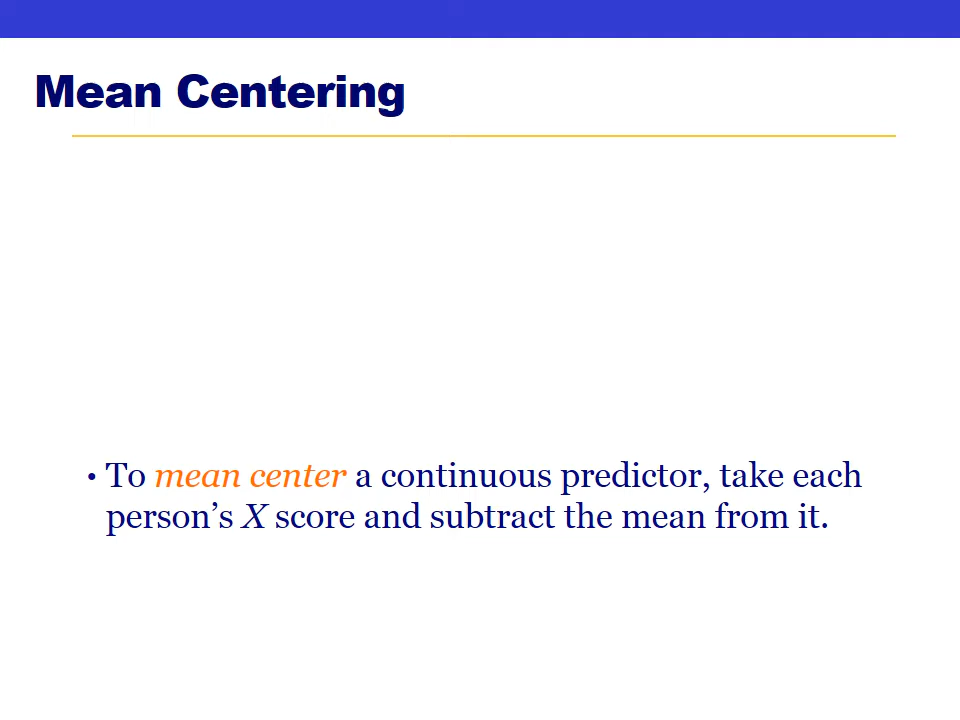 Mean Centering
• To mean center a continuous predictor, take each
person’s X score and subtract the mean from it.